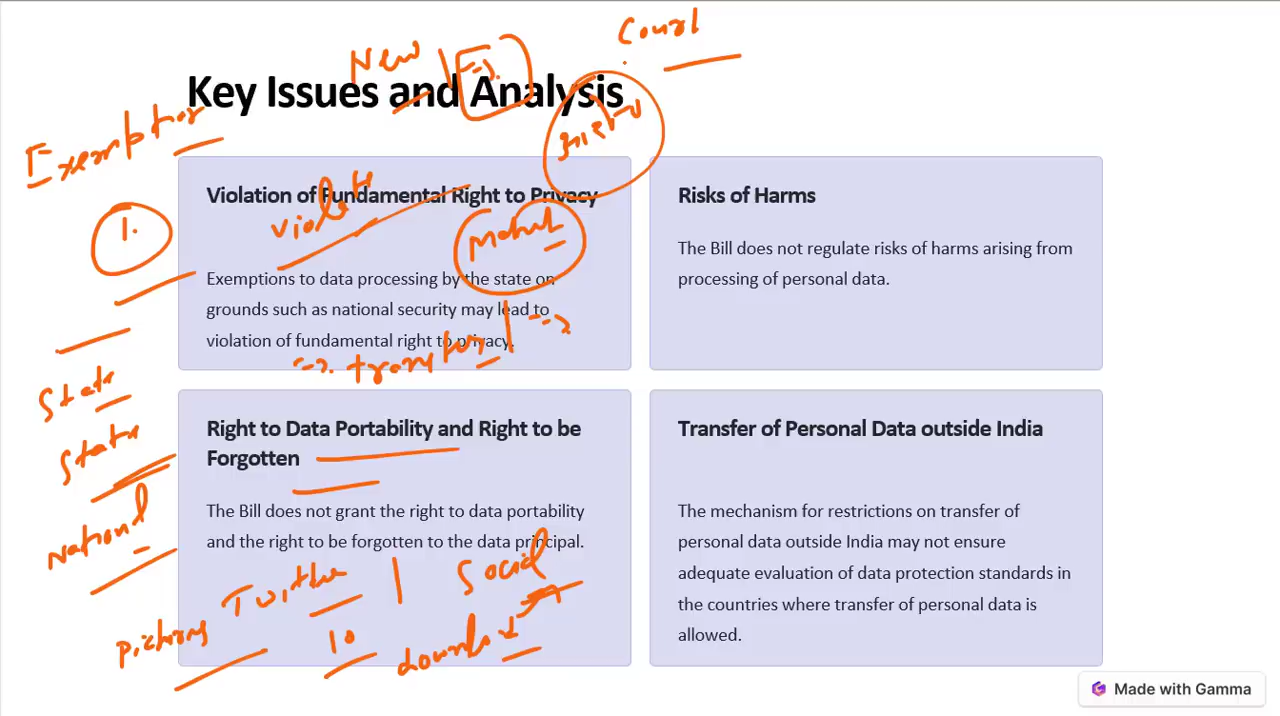 Court
New
Key Issues and Analysis
Exemption
Violation of Fundamental Right to Privacy
violate
1.
Exemptions to data processing by the state on
grounds such as national security may lead to
violation of fundamental right to privacy.
Risks of Harms
The Bill does not regulate risks of harms arising from
processing of personal data.
State
State
National
Right to Data Portability and Right to be
Forgotten
The Bill does not grant the right to data portability
and the right to be forgotten to the data principal.
Twitter
Social
10
download
Transfer of Personal Data outside India
The mechanism for restrictions on transfer of
personal data outside India may not ensure
adequate evaluation of data protection standards in
the countries where transfer of personal data is
allowed.
Made with Gamma